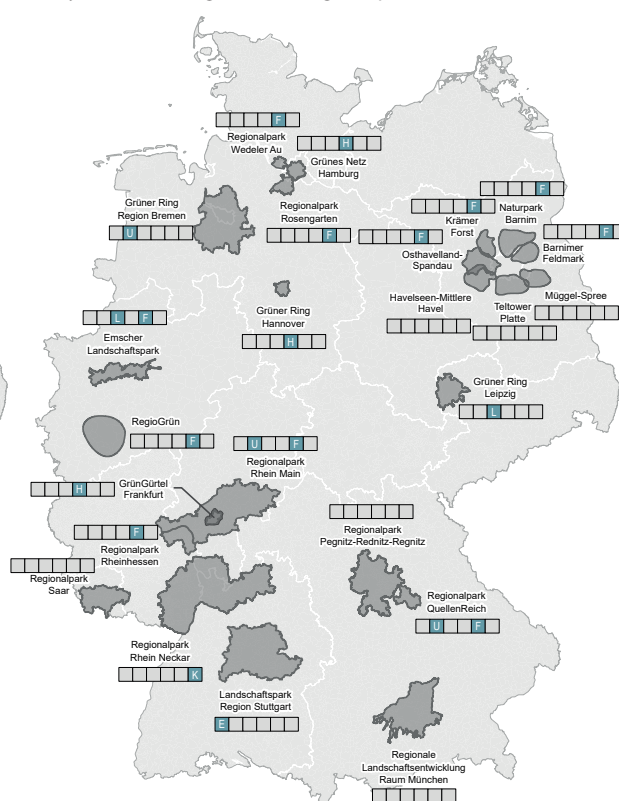 F
Regionalpark
Wedeler Au
H
Grünes Netz
Hamburg
Grüner Ring
Region Bremen
U
Regionalpark
Rosengarten
F
F
Naturpark
Barnim
F
Krämer
Forst
F
Osthavelland-
Spandau
F
Barnimer
Feldmark
Havelseen-Mittlere
Havel
Teltower
Platte
Müggel-Spree
Grüner Ring
Hannover
H
L F
Emscher
Landschaftspark
Grüner Ring
Leipzig
L
RegioGrün
F
U F
Regionalpark
Rhein Main
H
GrünGürtel
Frankfurt
F
Regionalpark
Rheinhessen
Regionalpark
Saar
Regionalpark
Pegnitz-Rednitz-Regnitz
Regionalpark
QuellenReich
U F
Regionalpark
Rhein Neckar
K
Landschaftspark
Region Stuttgart
E
Regionale
Landschaftsentwicklung
Raum München